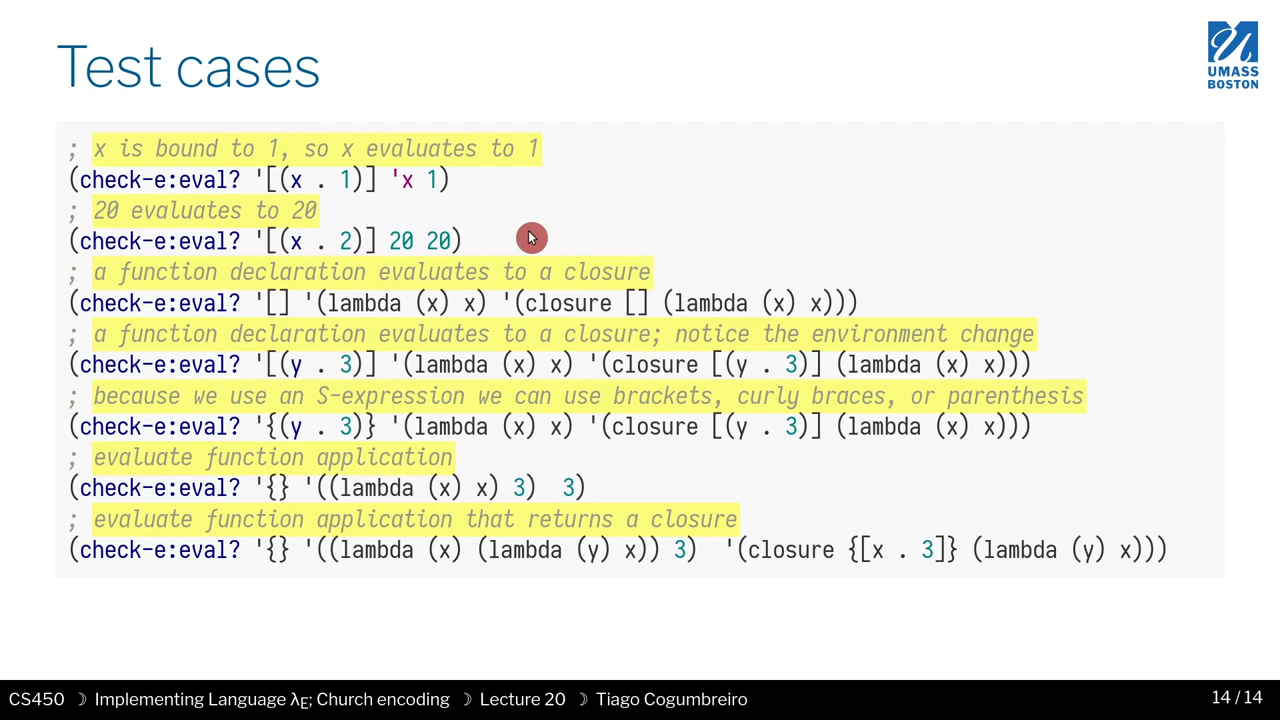 Test cases
UMASS
BOSTON
; x is bound to 1, so x evaluates to 1
(check-e:eval? '[(x . 1)] 'x 1)
; 20 evaluates to 20
(check-e:eval? '[(x . 2)] 20 20)
; a function declaration evaluates to a closure
(check-e:eval? '[] '(lambda (x) x) '(closure [] (lambda (x) x)))
; a function declaration evaluates to a closure; notice the environment change
(check-e:eval? '[(y . 3)] '(lambda (x) x) '(closure [(y . 3)] (lambda (x) x)))
; because we use an S-expression we can use brackets, curly braces, or parenthesis
(check-e:eval? '{(y . 3)} '(lambda (x) x) '(closure [(y . 3)] (lambda (x) x)))
; evaluate function application
(check-e:eval? '{} '((lambda (x) x) 3)  3)
; evaluate function application that returns a closure
(check-e:eval? '{} '((lambda (x) (lambda (y) x)) 3)  '(closure {[x . 3]} (lambda (y) x)))
CS450 ☽ Implementing Language λE; Church encoding ☽ Lecture 20 ☽ Tiago Cogumbreiro 14 / 14